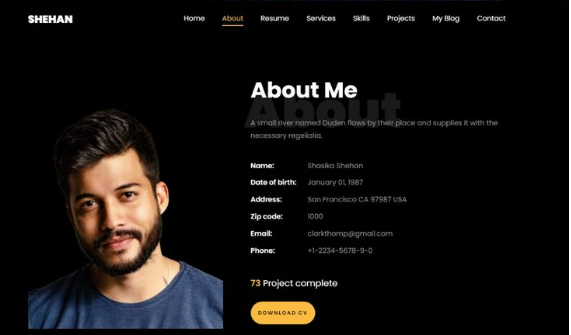 SHEHAN
Home About Resume Services Skills Projects My Blog Contact
About
About Me
A small river named Duden flows by their place and supplies it with the
necessary regelialia.
Name: Shasika Shehan
Date of birth: January 01, 1987
Address: San Francisco CA 97987 USA
Zip code: 1000
Email: clarkthomp@gmail.com
Phone: +1-2234-5678-9-0
73 Project complete
DOWNLOAD CV